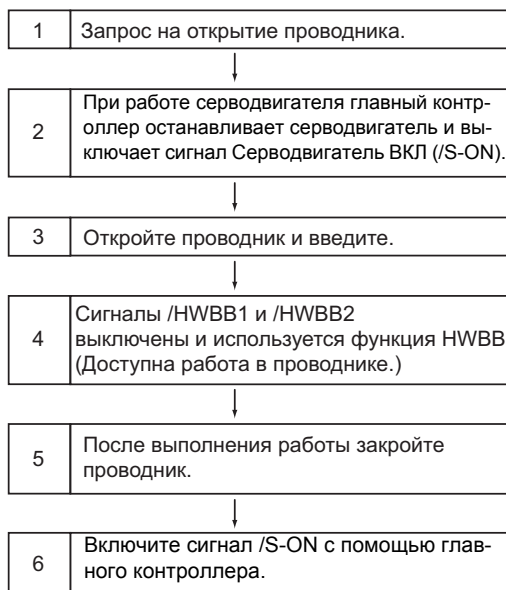 1 Запрос на открытие проводника.
При работе серводвигателя главный контр-
2 оллер останавливает серводвигатель и вы-
ключает сигнал Серводвигатель ВКЛ (/S-ON).
3 Откройте проводник и введите.
Сигналы /HWBB1 и /HWBB2
4 выключены и используется функция HWBB
(Доступна работа в проводнике.)
5 После выполнения работы закройте
проводник.
6 Включите сигнал /S-ON с помощью глав-
ного контроллера.